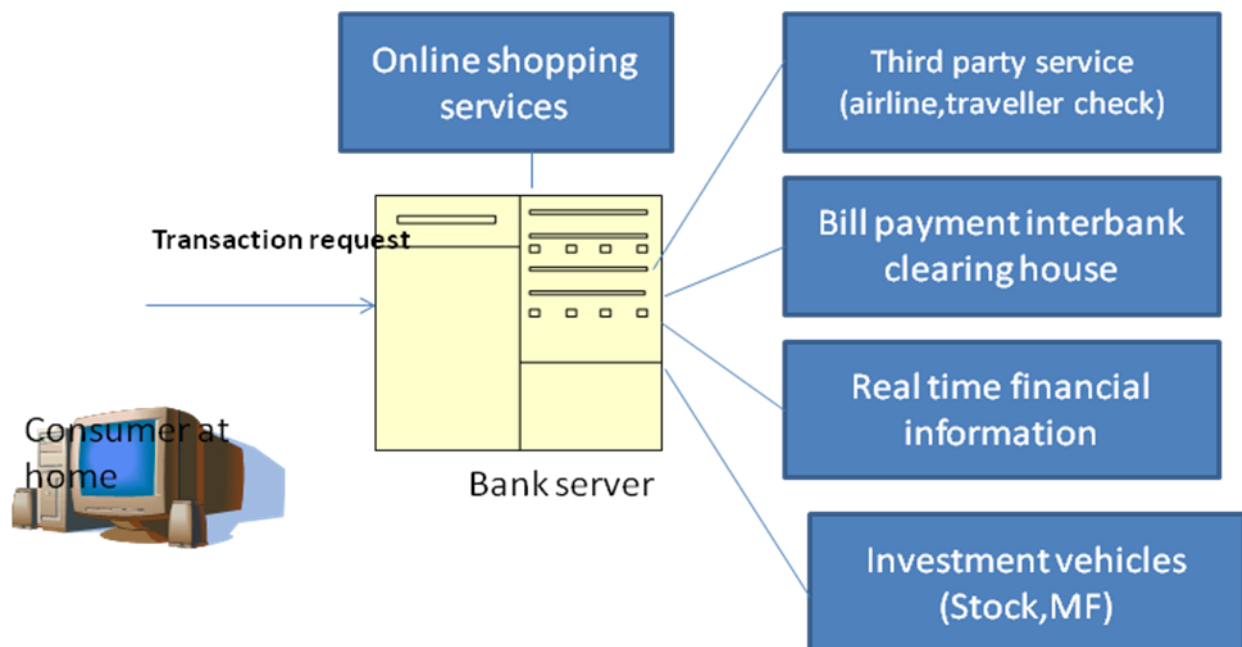 Online shopping
services
Third party service
(airline,traveller check)
Transaction request
Bill payment interbank
clearing house
Real time financial
information
Consumer at
home
Bank server
Investment vehicles
(Stock,MF)